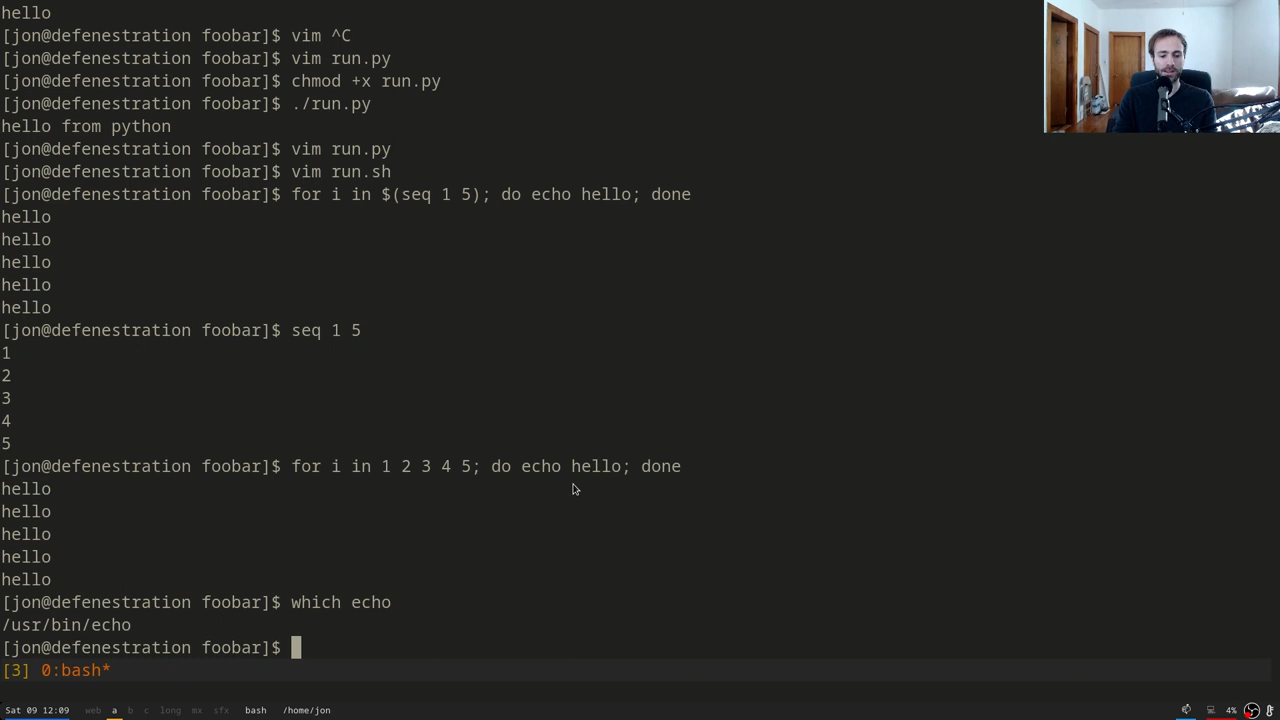 hello
[jon@defenestration foobar]$ vim ^C
[jon@defenestration foobar]$ vim run.py
[jon@defenestration foobar]$ chmod +x run.py
[jon@defenestration foobar]$ ./run.py
hello from python
[jon@defenestration foobar]$ vim run.py
[jon@defenestration foobar]$ vim run.sh
[jon@defenestration foobar]$ for i in $(seq 1 5); do echo hello; done
hello
hello
hello
hello
hello
[jon@defenestration foobar]$ seq 1 5
1
2
3
4
5
[jon@defenestration foobar]$ for i in 1 2 3 4 5; do echo hello; done
hello
hello
hello
hello
hello
[jon@defenestration foobar]$ which echo
/usr/bin/echo
[jon@defenestration foobar]$
[3] 0:bash*
Sat 09 12:09 web a b c long mx sfx bash /home/jon 4%